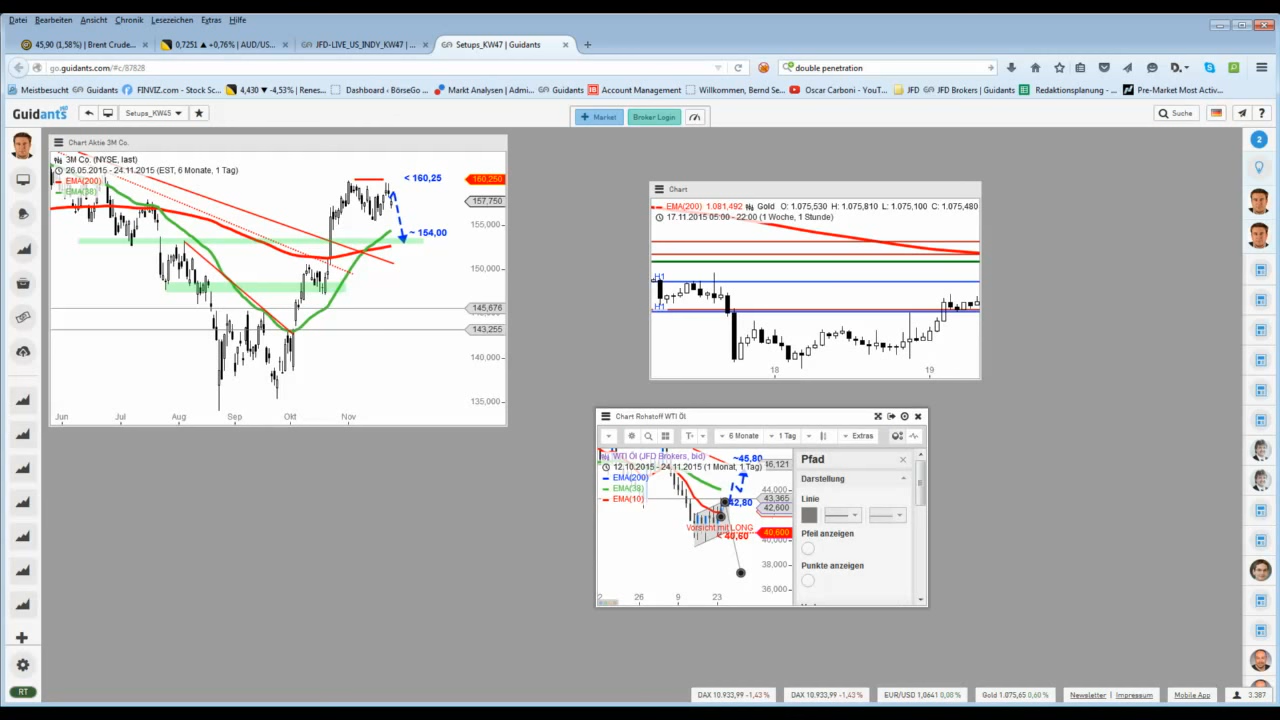 Datei Bearbeiten Ansicht Chronik Lesezeichen Extras Hilfe
45,90 (1,58%) | Brent Crude... 0,7251 ▲ +0,76% | AUD/US... JFD-LIVE_US_INDY_KW47 | ... Setups_KW47 | Guidants
go.guidants.com/#c/87828 double penetration
Meistbesucht Guidants FINVIZ.com - Stock Sc... 4,430 ▼ -4,53% | Renes... Dashboard ‹ BörseGo ... Markt Analysen | Admi... Guidants Account Management Willkommen, Bernd Se... Oscar Carboni - YouTu... JFD JFD Brokers | Guidants Redaktionsplanung - ... Pre-Market Most Activ...
Guidants Setups_KW45 Market Broker Login Suche
Chart Aktie 3M Co.
3M Co. (NYSE, last)
26.05.2015 - 24.11.2015 (EST, 6 Monate, 1 Tag)
EMA(200)
EMA(38)
< 160,25
160,250
157,750
155,000
~ 154,00
150,000
145,676
143,255
140,000
135,000
Jun Jul Aug Sep Okt Nov
Chart
EMA(200) 1.081,492 Gold O: 1.075,530 H: 1.075,810 L: 1.075,100 C: 1.075,480
17.11.2015 05:00 - 22:00 (1 Woche, 1 Stunde)
H1
H1
18 19
Chart Rohstoff WTI Öl
6 Monate 1 Tag Extras
WTI Öl (JFD Brokers, bid)
12.10.2015 - 24.11.2015 (1 Monat, 1 Tag)
EMA(200)
EMA(38)
EMA(10)
~45,80
46,121
44,000
43,365
42,80
42,600
Vorsicht mit LONG
< 40,60
40,600
40,000
38,000
36,000
26 9 23
Pfad
Darstellung
Linie
Pfeil anzeigen
Punkte anzeigen
2
RT
DAX 10.933,99 -1,43 % DAX 10.933,99 -1,43 % EUR/USD 1,0641 0,08 % Gold 1.075,65 0,60 % Newsletter | Impressum Mobile App 3.387